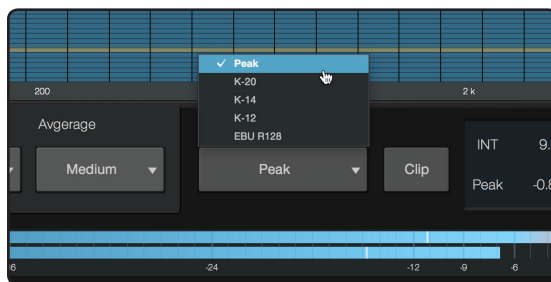 ✓ Peak
K-20
K-14
K-12
EBU R128
200
2 k
Avgerage
Medium
Peak
Clip
INT 9.
Peak -0.8
-24
-12
-9
-6